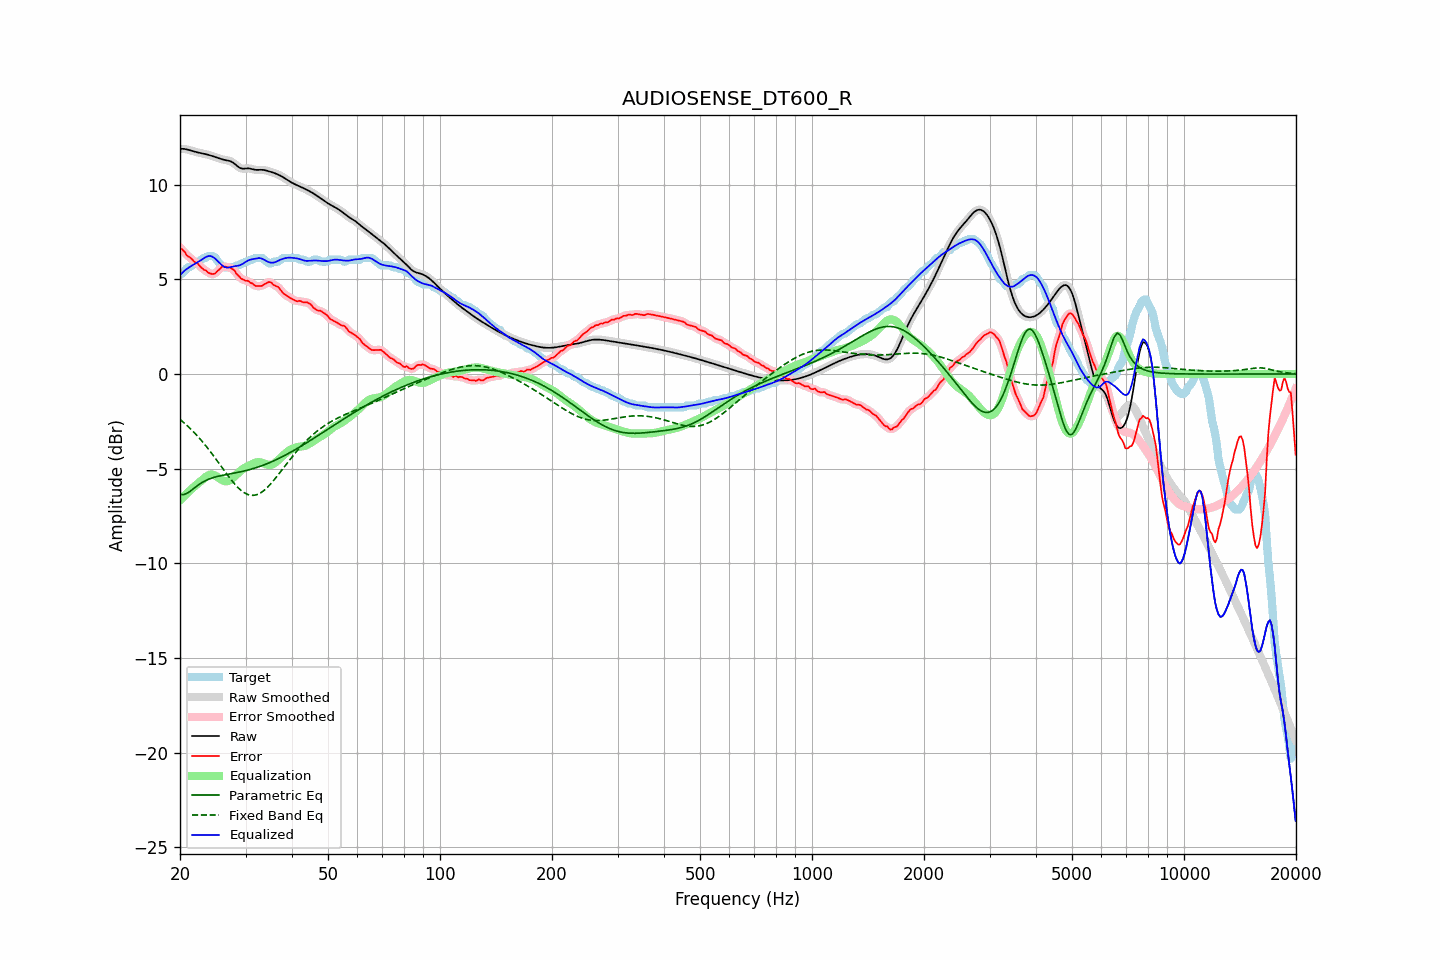 AUDIOSENSE_DT600_R
Amplitude (dBr)
10
5
0
−5
−10
−15
−20
−25
Target
Raw Smoothed
Error Smoothed
Raw
Error
Equalization
Parametric Eq
Fixed Band Eq
Equalized
20 50 100 200 500 1000 2000 5000 10000 20000
Frequency (Hz)